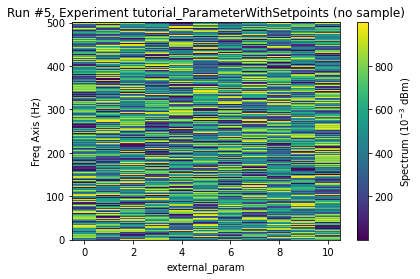 Run #5, Experiment tutorial_ParameterWithSetpoints (no sample)
500
400
300
200
100
0
Freq Axis (Hz)
0 2 4 6 8 10
external_param
800
600
400
200
Spectrum (10⁻³ dBm)